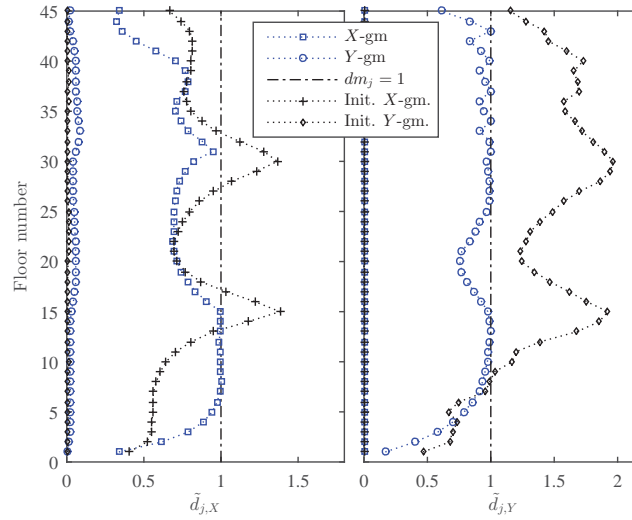 45
40
35
30
25
20
15
10
5
0
Floor number
0 0.5 1 1.5
d̃j,X
0 0.5 1 1.5 2
d̃j,Y
X-gm
Y-gm
dmj = 1
Init. X-gm.
Init. Y-gm.